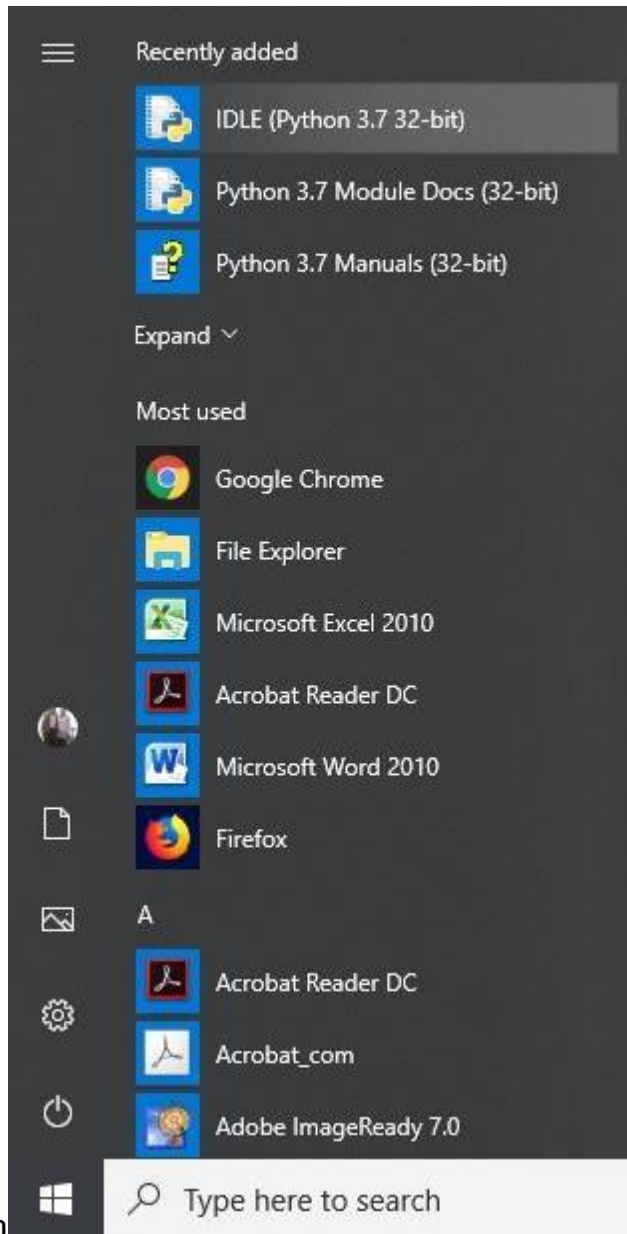 Recently added
IDLE (Python 3.7 32-bit)
Python 3.7 Module Docs (32-bit)
Python 3.7 Manuals (32-bit)
Expand
Most used
Google Chrome
File Explorer
Microsoft Excel 2010
Acrobat Reader DC
Microsoft Word 2010
Firefox
A
Acrobat Reader DC
Acrobat_com
Adobe ImageReady 7.0
Type here to search